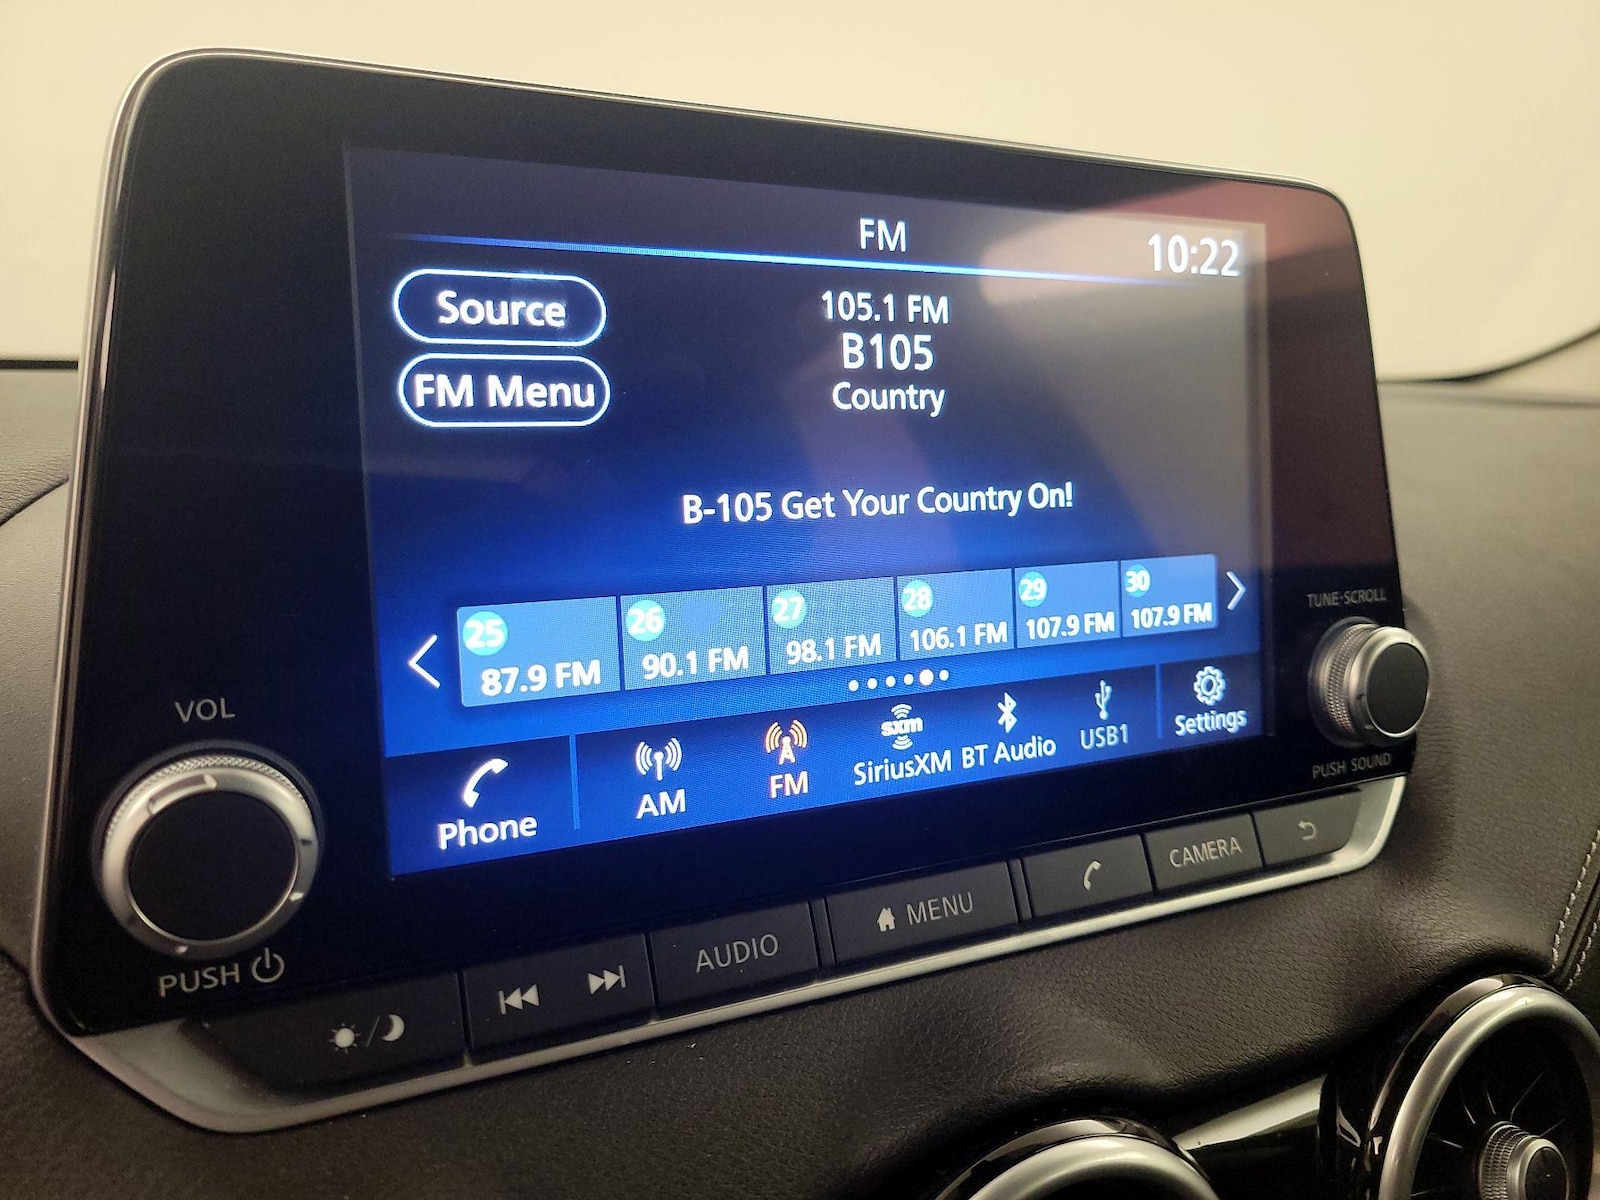 FM
10:22
Source
105.1 FM
B105
FM Menu
Country
B-105 Get Your Country On!
25
87.9 FM
26
90.1 FM
27
98.1 FM
28
106.1 FM
29
107.9 FM
30
107.9 FM
Phone
AM
FM
sxm
SiriusXM
BT Audio
USB1
Settings
VOL
PUSH
TUNE·SCROLL
PUSH SOUND
AUDIO
MENU
CAMERA